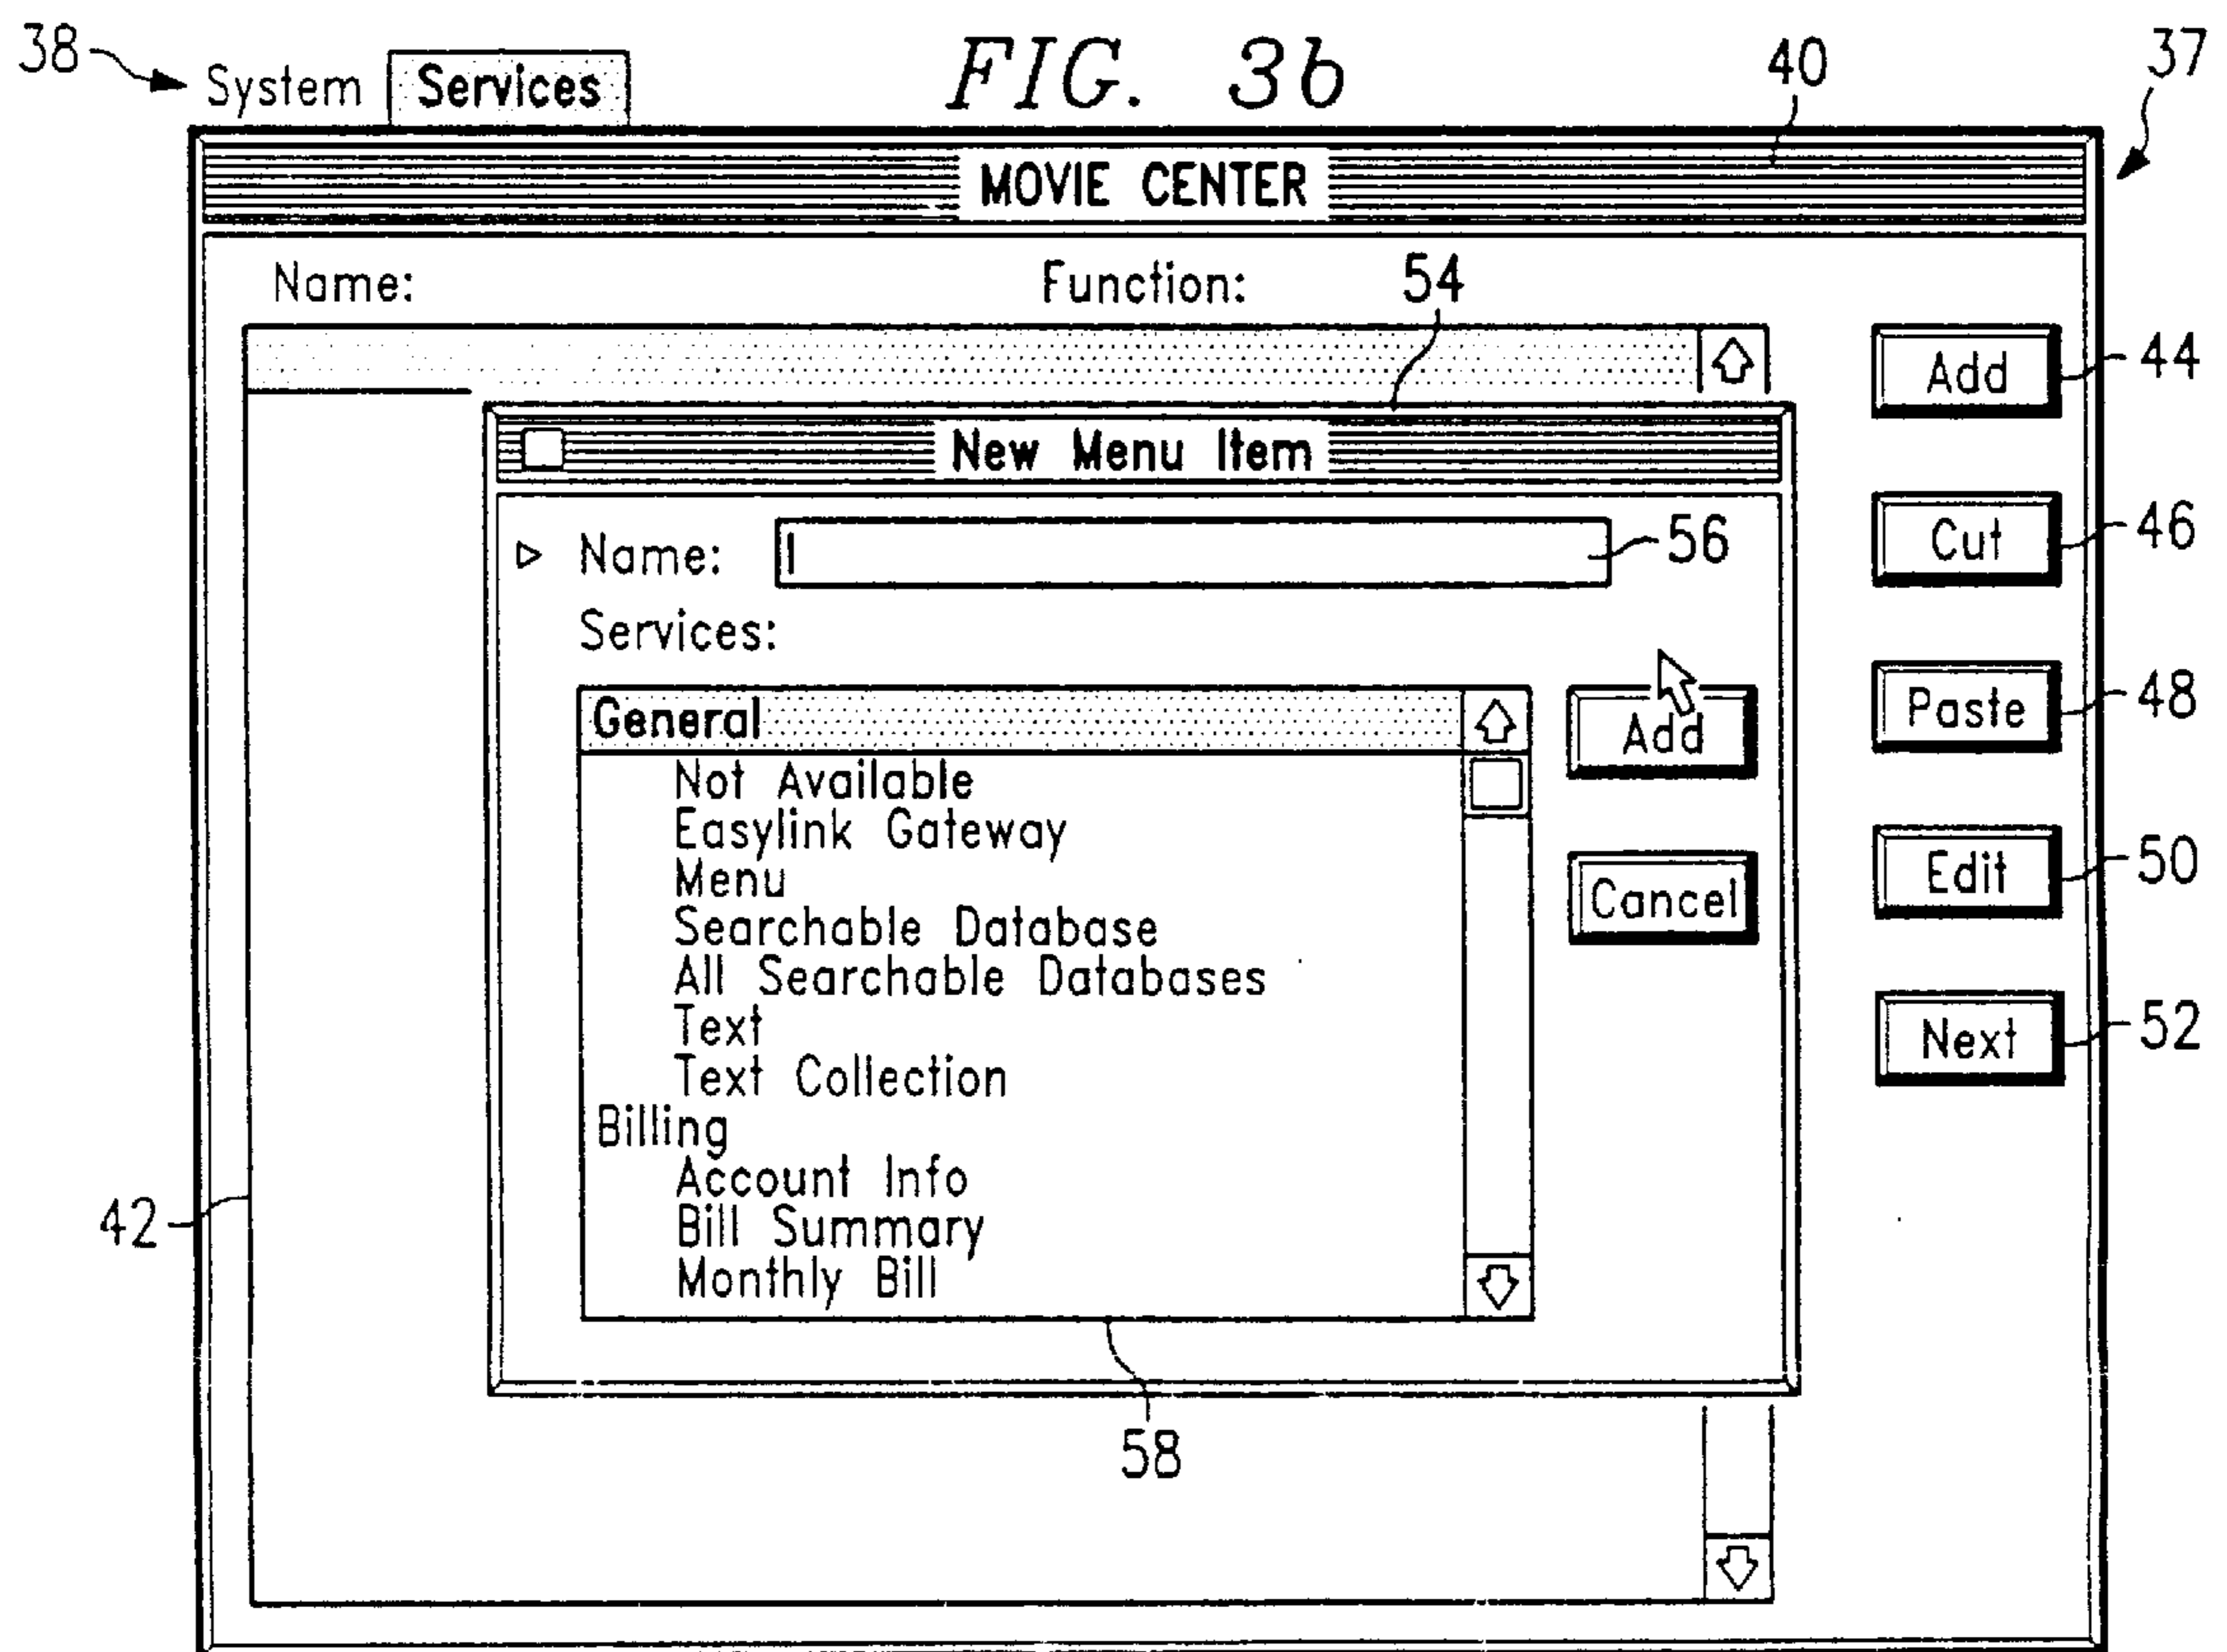 FIG. 3b
38
System Services
40
37
MOVIE CENTER
Name: Function:
54
Add
44
New Menu Item
Name:
56
Cut
46
Services:
General
Add
Paste
48
Not Available
Easylink Gateway
Menu
Edit
50
Cancel
Searchable Database
All Searchable Databases
Text
Next
52
Text Collection
Billing
Account Info
42
Bill Summary
Monthly Bill
58